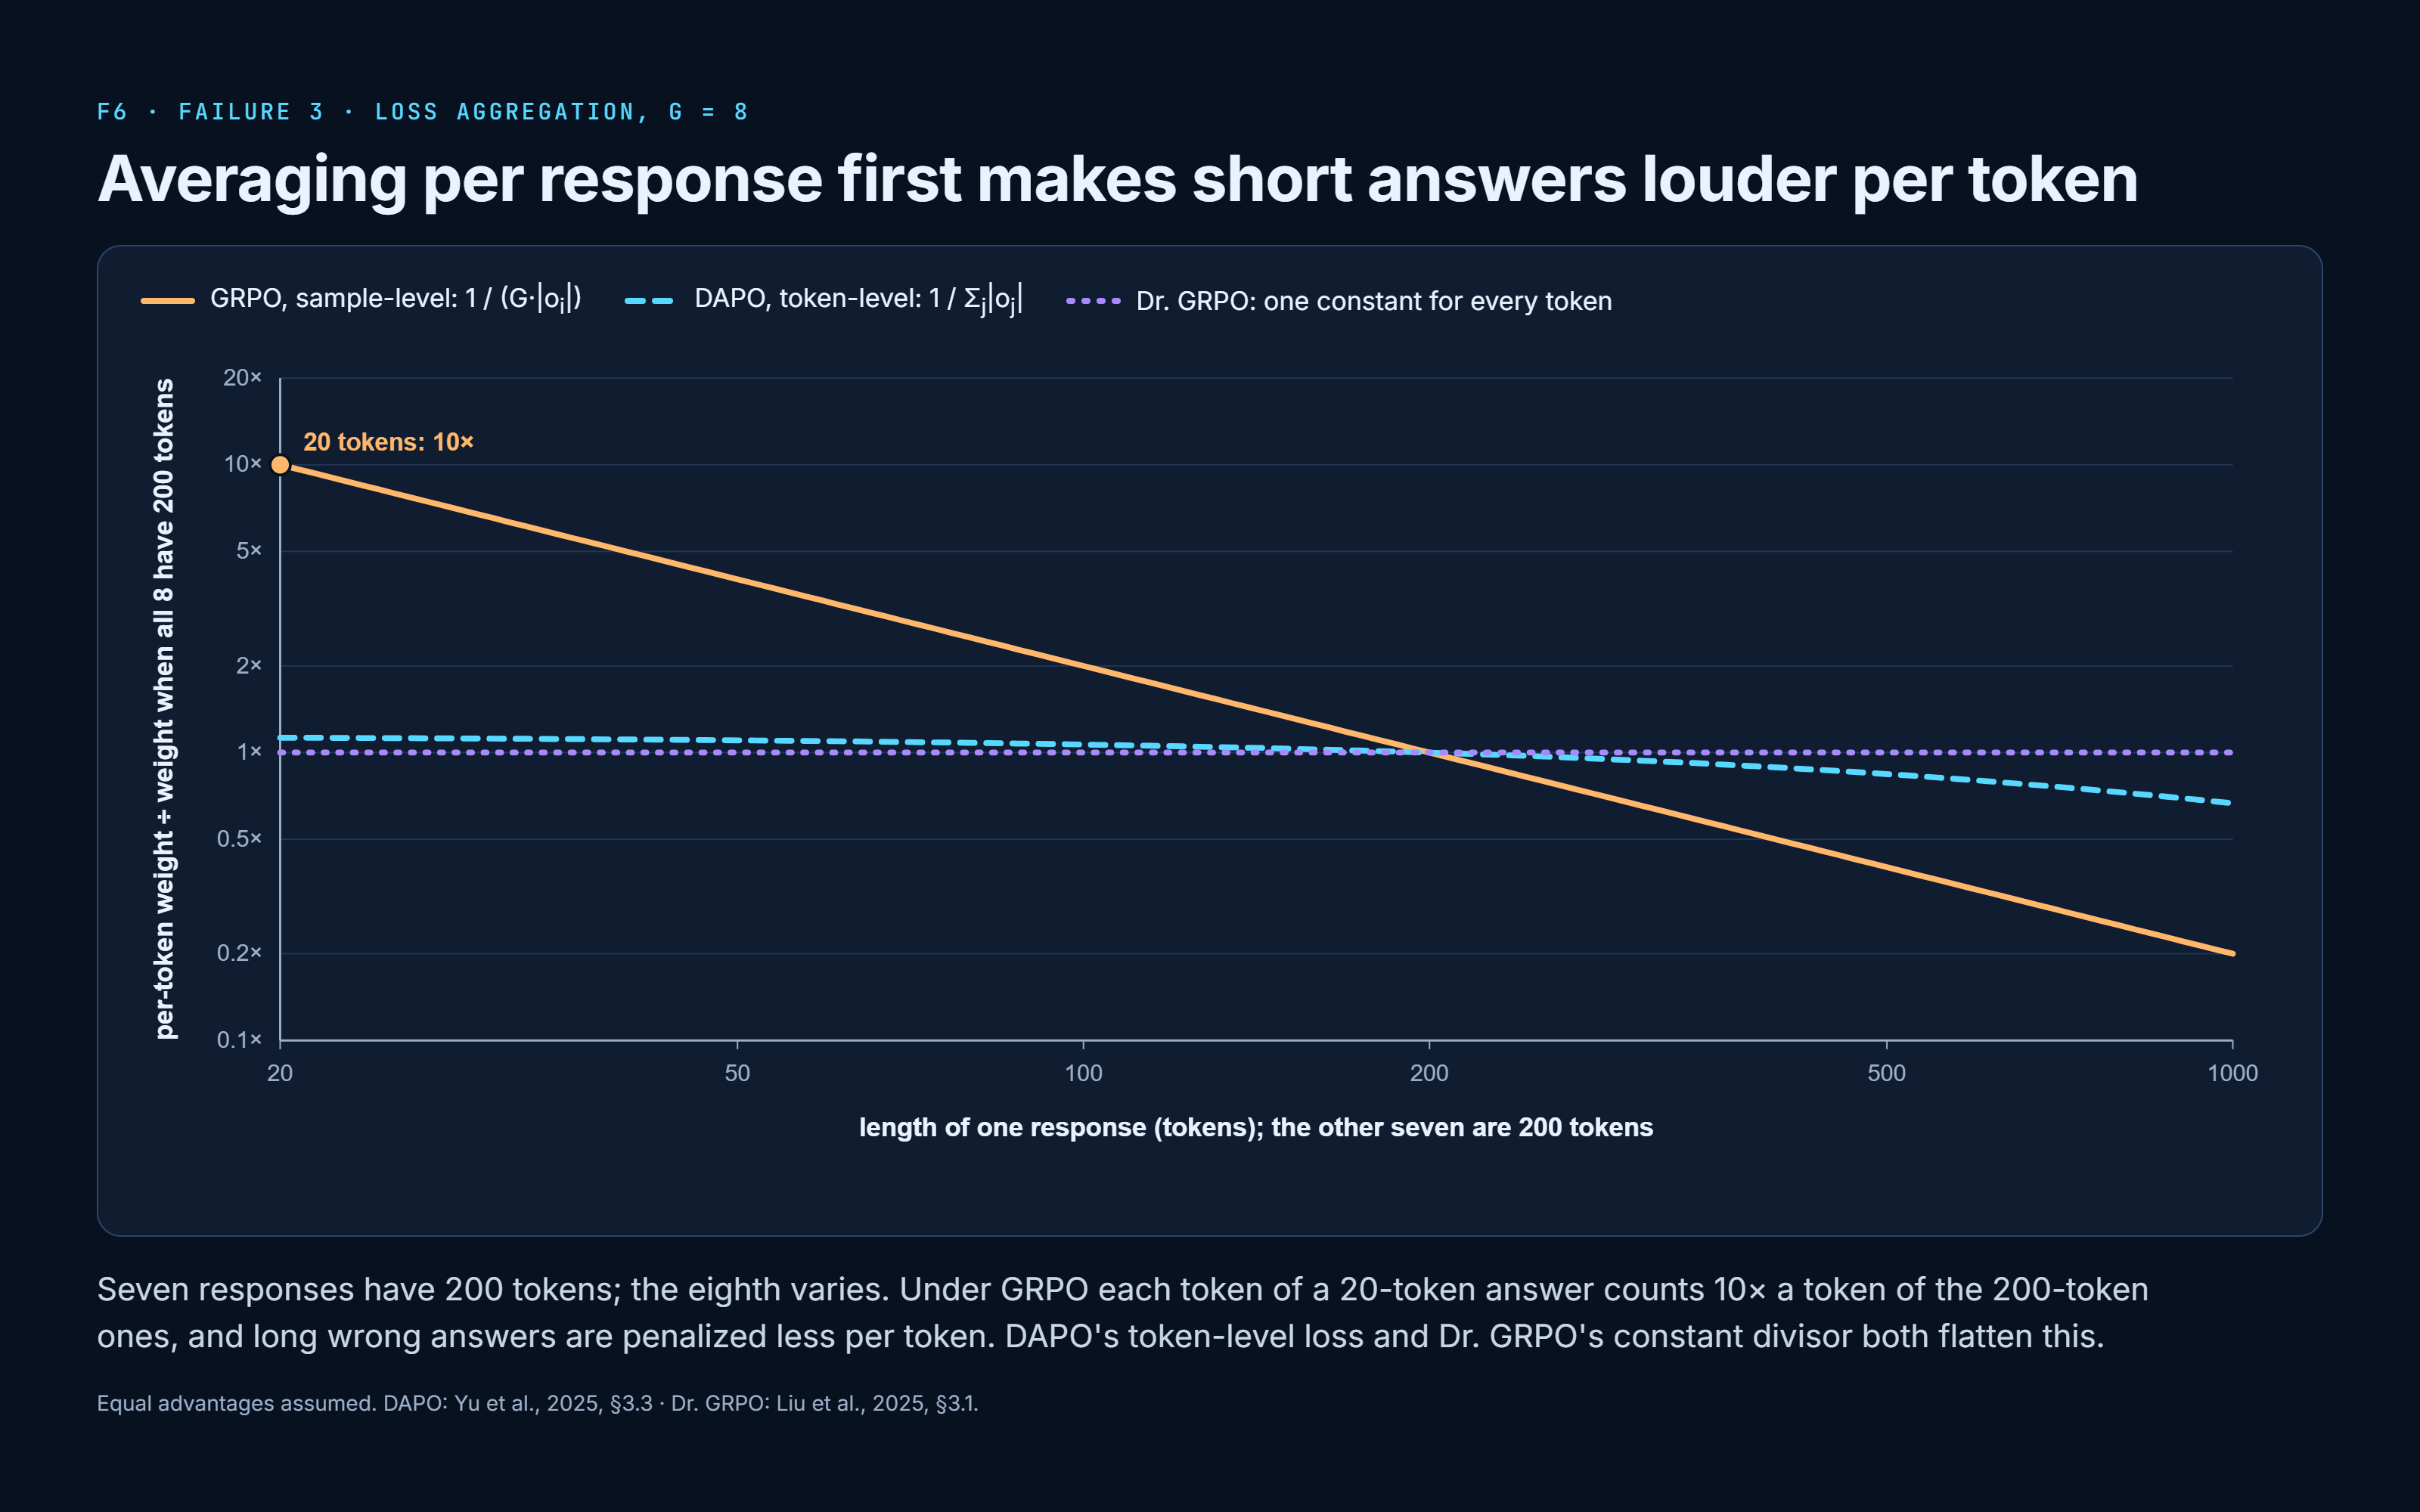 F6 · FAILURE 3 · LOSS AGGREGATION, G = 8
Averaging per response first makes short answers louder per token
GRPO, sample-level: 1 / (G·|oᵢ|)
DAPO, token-level: 1 / Σⱼ|oⱼ|
Dr. GRPO: one constant for every token
per-token weight ÷ weight when all 8 have 200 tokens
20×
10×
5×
2×
1×
0.5×
0.2×
0.1×
20 tokens: 10×
20
50
100
200
500
1000
length of one response (tokens); the other seven are 200 tokens
Seven responses have 200 tokens; the eighth varies. Under GRPO each token of a 20-token answer counts 10× a token of the 200-token
ones, and long wrong answers are penalized less per token. DAPO's token-level loss and Dr. GRPO's constant divisor both flatten this.
Equal advantages assumed. DAPO: Yu et al., 2025, §3.3 · Dr. GRPO: Liu et al., 2025, §3.1.